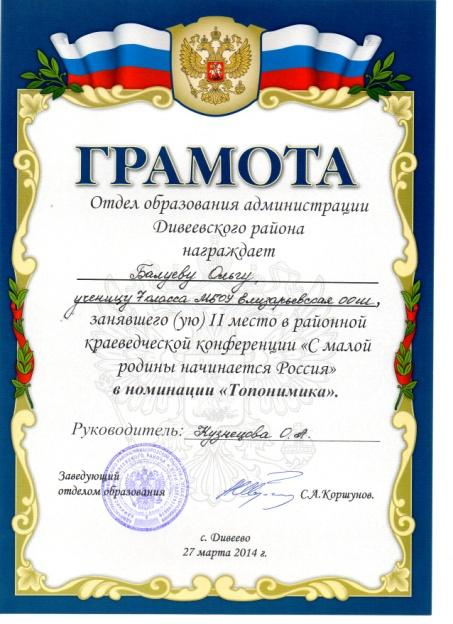 ГРАМОТА
Отдел образования администрации
Дивеевского района
награждает
Балуеву Ольгу,
ученицу 7 класса МБОУ Елизарьевская ООШ,
занявшего (ую) II место в районной
краеведческой конференции «С малой
родины начинается Россия»
в номинации «Топонимика».
Руководитель: Кузнецова О.А.
Заведующий
отделом образования
С.А.Коршунов.
с. Дивеево
27 марта 2014 г.